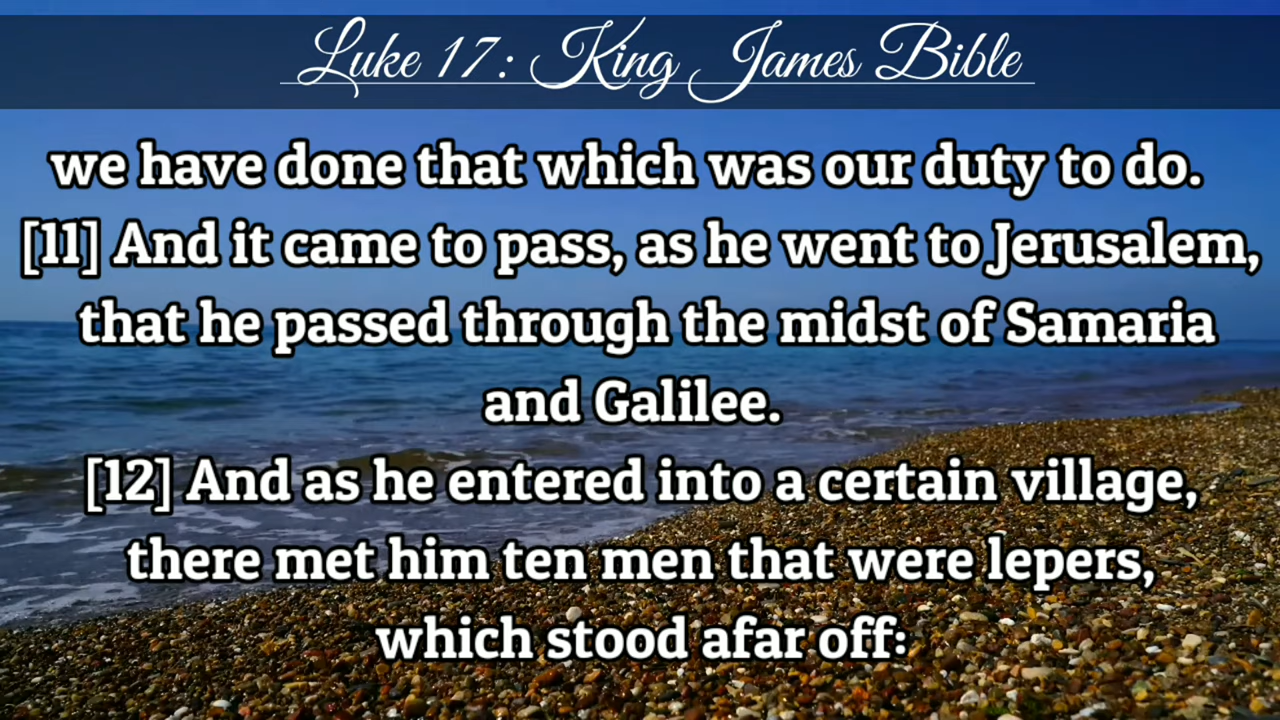 Luke 17: King James Bible
we have done that which was our duty to do.
[11] And it came to pass, as he went to Jerusalem,
that he passed through the midst of Samaria
and Galilee.
[12] And as he entered into a certain village,
there met him ten men that were lepers,
which stood afar off: